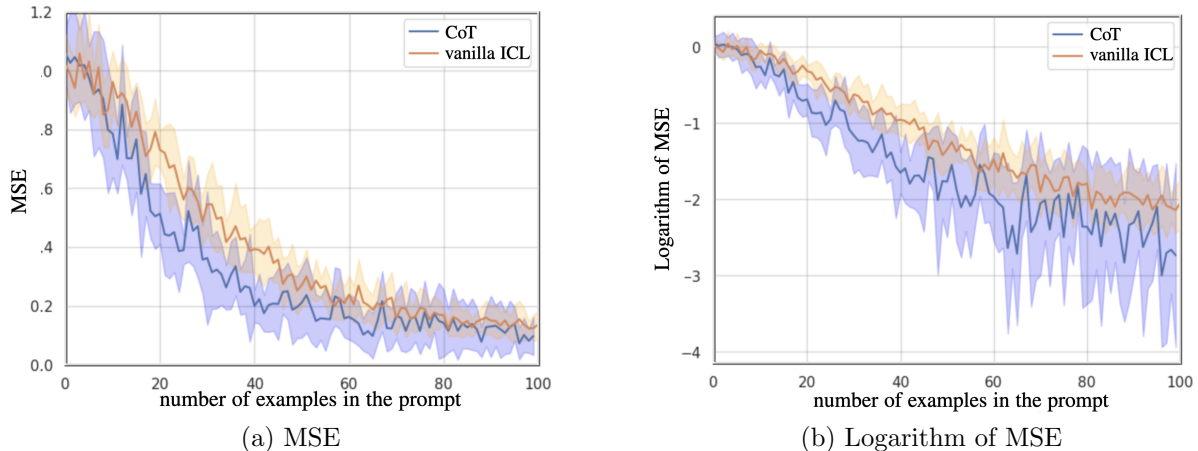 1.2
.0
.8
.6
.4
0.2
0.0
MSE
CoT
vanilla ICL
0 20 40 60 80 100
number of examples in the prompt
(a) MSE
0
−1
−2
−3
−4
Logarithm of MSE
CoT
vanilla ICL
0 20 40 60 80 100
number of examples in the prompt
(b) Logarithm of MSE